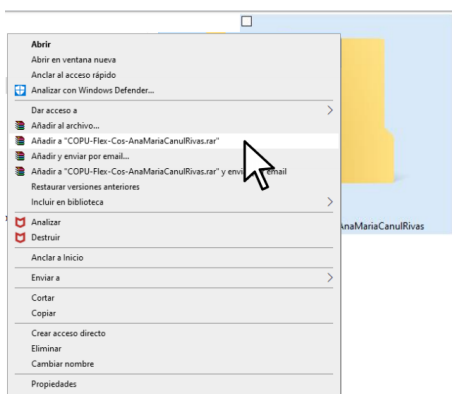 Abrir
Abrir en ventana nueva
Anclar al acceso rápido
Analizar con Windows Defender...
Dar acceso a
Añadir al archivo...
Añadir a "COPU-Flex-Cos-AnaMariaCanulRivas.rar"
Añadir y enviar por email...
Añadir a "COPU-Flex-Cos-AnaMariaCanulRivas.rar" y email
Restaurar versiones anteriores
Incluir en biblioteca
AnaMariaCanulRivas
Analizar
Destruir
Anclar a Inicio
Enviar a
Cortar
Copiar
Crear acceso directo
Eliminar
Cambiar nombre
Propiedades